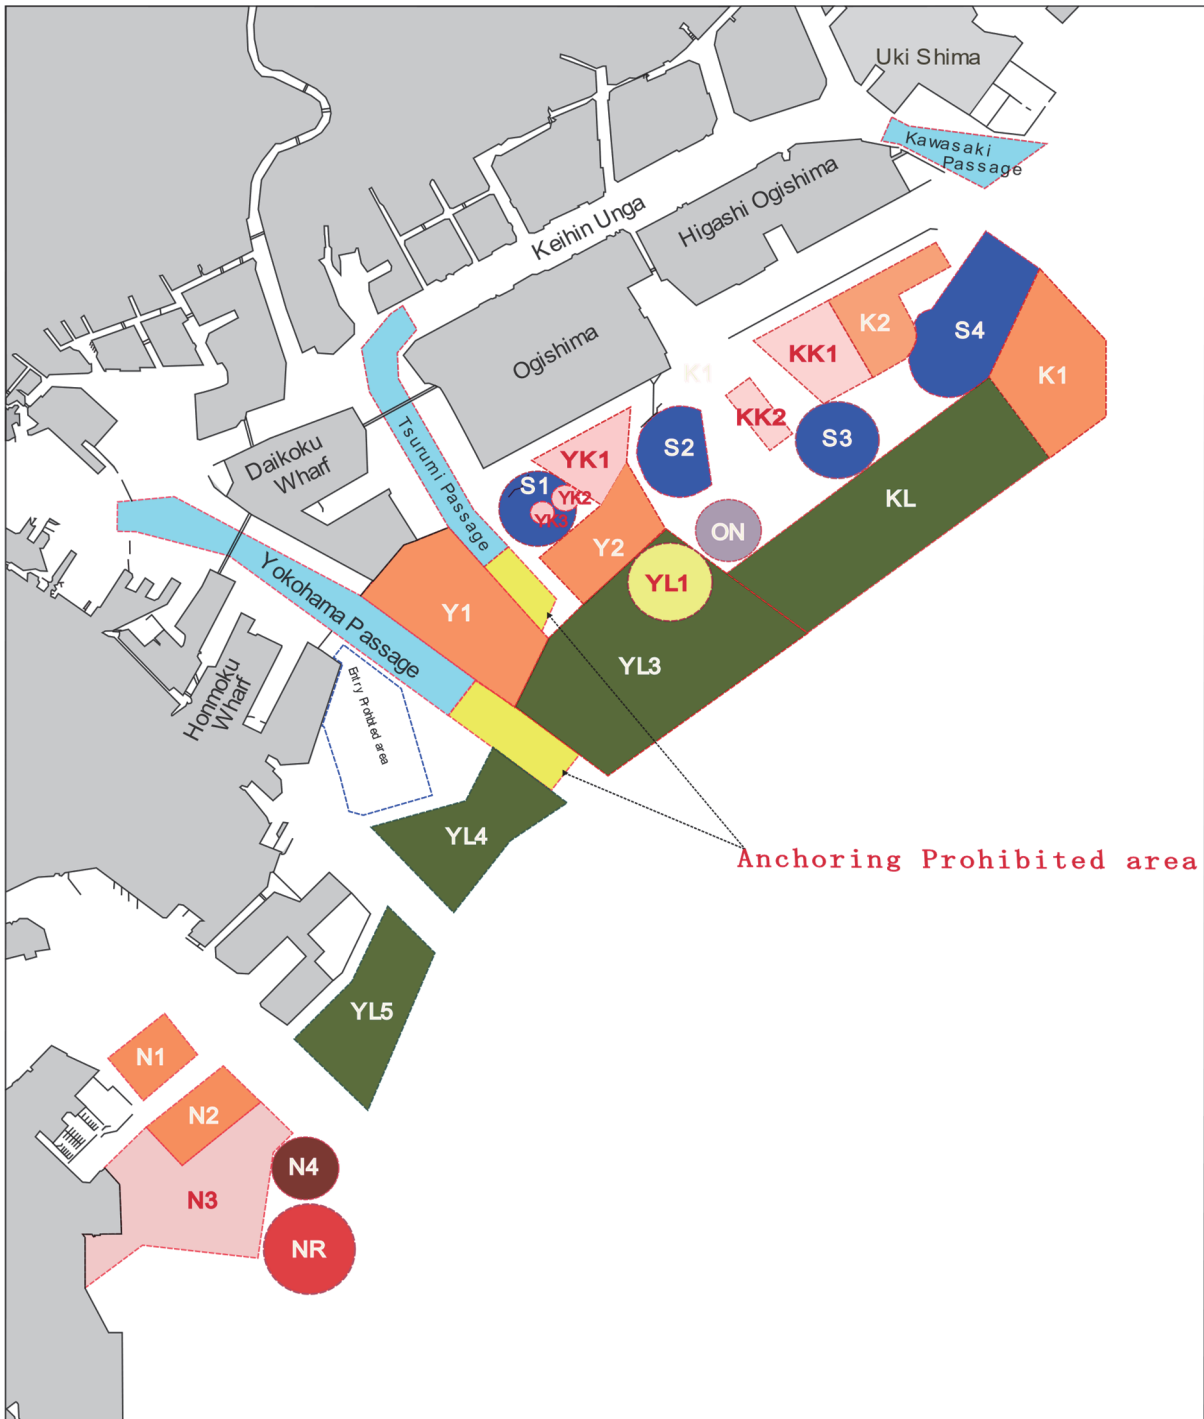 Uki Shima
Kawasaki
Passage
Higashi Ogishima
Keihin Unga
K2
S4
KK1
K1
Ogishima
K1
KK2
S3
S2
YK1
Tsurumi Passage
Daikoku
Wharf
S1
YK2
YK3
KL
ON
Y2
YL1
Yokohama Passage
Y1
YL3
Honmoku
Wharf
Entry Prohbited area
YL4
Anchoring Prohibited area
YL5
N1
N2
N4
N3
NR